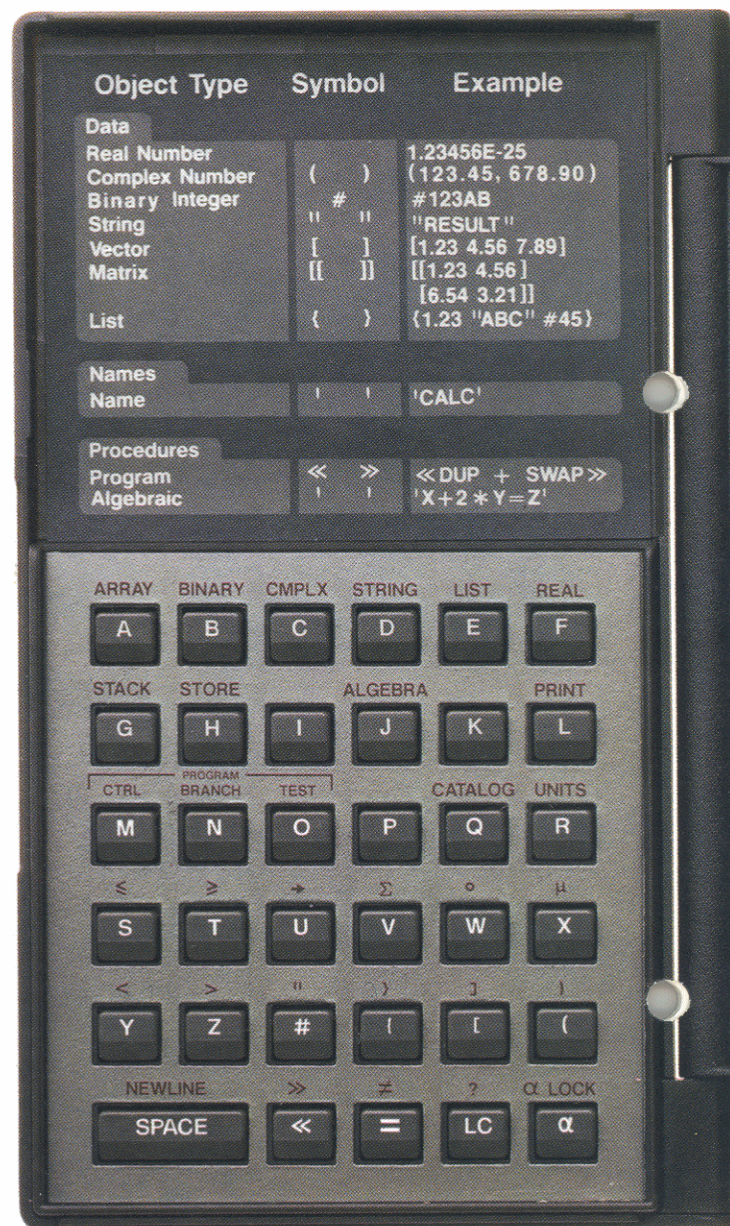 Object Type Symbol Example
Data
Real Number 1.23456E-25
Complex Number ( ) (123.45, 678.90)
Binary Integer # #123AB
String " " "RESULT"
Vector [ ] [1.23 4.56 7.89]
Matrix [[ ]] [[1.23 4.56]
[6.54 3.21]]
List { } {1.23 "ABC" #45}
Names
Name ' ' 'CALC'
Procedures
Program ≪ ≫ ≪DUP + SWAP≫
Algebraic ' ' 'X+2*Y=Z'
ARRAY BINARY CMPLX STRING LIST REAL
A B C D E F
STACK STORE ALGEBRA PRINT
G H I J K L
PROGRAM
CTRL BRANCH TEST CATALOG UNITS
M N O P Q R
≤ ≥ → Σ ° μ
S T U V W X
< > " } ] )
Y Z # { [ (
NEWLINE ≫ ≠ ? α LOCK
SPACE ≪ = LC α